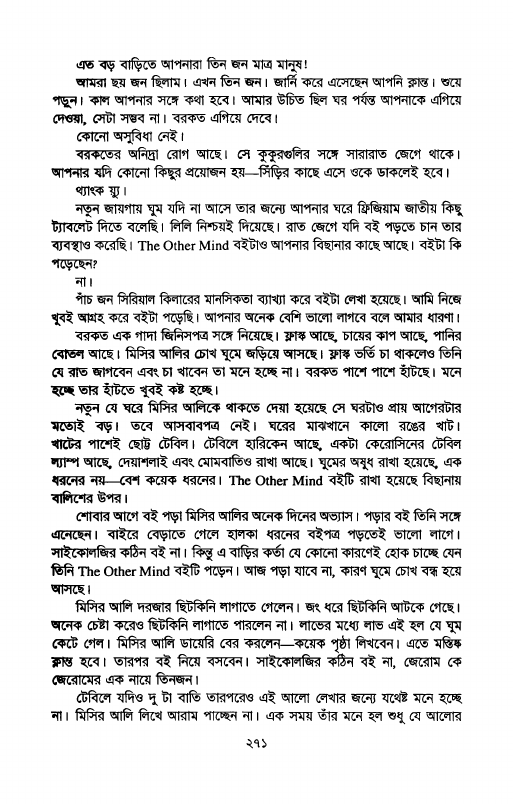 এত বড় বাড়িতে আপনারা তিন জন মাত্র মানুষ!
আমরা ছয় জন ছিলাম। এখন তিন জন। জার্নি করে এসেছেন আপনি ক্লান্ত। শুয়ে
পড়ুন। কাল আপনার সঙ্গে কথা হবে। আমার উচিত ছিল ঘর পর্যন্ত আপনাকে এগিয়ে
দেওয়া, সেটা সম্ভব না। বরকত এগিয়ে দেবে।
কোনো অসুবিধা নেই।
বরকতের অনিদ্রা রোগ আছে। সে কুকুরগুলির সঙ্গে সারারাত জেগে থাকে।
আপনার যদি কোনো কিছুর প্রয়োজন হয়—সিঁড়ির কাছে এসে ওকে ডাকলেই হবে।
থ্যাংক য়্যু।
নতুন জায়গায় ঘুম যদি না আসে তার জন্যে আপনার ঘরে ফ্রিজিয়াম জাতীয় কিছু
ট্যাবলেট দিতে বলেছি। লিলি নিশ্চয়ই দিয়েছে। রাত জেগে যদি বই পড়তে চান তার
ব্যবস্থাও করেছি। The Other Mind বইটাও আপনার বিছানার কাছে আছে। বইটা কি
পড়েছেন?
না।
পাঁচ জন সিরিয়াল কিলারের মানসিকতা ব্যাখ্যা করে বইটা লেখা হয়েছে। আমি নিজে
খুবই আগ্রহ করে বইটা পড়েছি। আপনার অনেক বেশি ভালো লাগবে বলে আমার ধারণা।
বরকত এক গাদা জিনিসপত্র সঙ্গে নিয়েছে। ফ্লাস্ক আছে, চায়ের কাপ আছে, পানির
বোতল আছে। মিসির আলির চোখ ঘুমে জড়িয়ে আসছে। ফ্লাস্ক ভর্তি চা থাকলেও তিনি
যে রাত জাগবেন এবং চা খাবেন তা মনে হচ্ছে না। বরকত পাশে পাশে হাঁটছে। মনে
হচ্ছে তার হাঁটতে খুবই কষ্ট হচ্ছে।
নতুন যে ঘরে মিসির আলিকে থাকতে দেয়া হয়েছে সে ঘরটাও প্রায় আগেরটার
মতোই বড়। তবে আসবাবপত্র নেই। ঘরের মাঝখানে কালো রঙের খাট।
খাটের পাশেই ছোট্ট টেবিল। টেবিলে হারিকেন আছে, একটা কেরোসিনের টেবিল
ল্যাম্প আছে, দেয়াশলাই এবং মোমবাতিও রাখা আছে। ঘুমের অষুধ রাখা হয়েছে, এক
ধরনের নয়—বেশ কয়েক ধরনের। The Other Mind বইটি রাখা হয়েছে বিছানায়
বালিশের উপর।
শোবার আগে বই পড়া মিসির আলির অনেক দিনের অভ্যাস। পড়ার বই তিনি সঙ্গে
এনেছেন। বাইরে বেড়াতে গেলে হালকা ধরনের বইপত্র পড়তেই ভালো লাগে।
সাইকোলজির কঠিন বই না। কিন্তু এ বাড়ির কর্তা যে কোনো কারণেই হোক চাচ্ছে যেন
তিনি The Other Mind বইটি পড়েন। আজ পড়া যাবে না, কারণ ঘুমে চোখ বন্ধ হয়ে
আসছে।
মিসির আলি দরজার ছিটকিনি লাগাতে গেলেন। জং ধরে ছিটকিনি আটকে গেছে।
অনেক চেষ্টা করেও ছিটকিনি লাগাতে পারলেন না। লাভের মধ্যে লাভ এই হল যে ঘুম
কেটে গেল। মিসির আলি ডায়েরি বের করলেন—কয়েক পৃষ্ঠা লিখবেন। এতে মস্তিষ্ক
ক্লান্ত হবে। তারপর বই নিয়ে বসবেন। সাইকোলজির কঠিন বই না, জেরোম কে
জেরোমের এক নায়ে তিনজন।
টেবিলে যদিও দু টা বাতি তারপরেও এই আলো লেখার জন্যে যথেষ্ট মনে হচ্ছে
না। মিসির আলি লিখে আরাম পাচ্ছেন না। এক সময় তাঁর মনে হল শুধু যে আলোর
২৭১